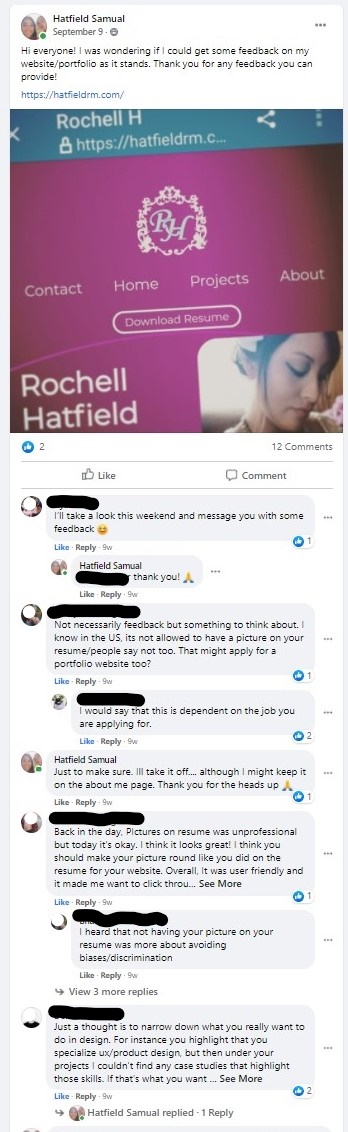 Hatfield Samual
September 9 ·
Hi everyone! I was wondering if I could get some feedback on my
website/portfolio as it stands. Thank you for any feedback you can
provide!
https://hatfieldrm.com/
Rochell H
https://hatfieldrm.c...
RH
Contact
Home
Projects
About
Download Resume
Rochell
Hatfield
2
12 Comments
Like
Comment
I'll take a look this weekend and message you with some
feedback 😊
1
Like · Reply · 9w
Hatfield Samual
thank you! 🙏
Like · Reply · 9w
Not necessarily feedback but something to think about. I
know in the US, its not allowed to have a picture on your
resume/people say not too. That might apply for a
portfolio website too?
1
Like · Reply · 9w
I would say that this is dependent on the job you
are applying for.
2
Like · Reply · 9w
Hatfield Samual
Just to make sure. Ill take it off.... although I might keep it
on the about me page. Thank you for the heads up 🙏
1
Like · Reply · 9w
Back in the day, PIctures on resume was unprofessional
but today it's okay. I think it looks great! I think you
should make your picture round like you did on the
resume for your website. Overall, It was user friendly and
it made me want to click throu... See More
1
Like · Reply · 9w
I heard that not having your picture on your
resume was more about avoiding
biases/discrimination
Like · Reply · 9w
View 3 more replies
Just a thought is to narrow down what you really want to
do in design. For instance you highlight that you
specialize ux/product design, but then under your
projects I couldn't find any case studies that highlight
those skills. If that's what you want ... See More
2
Like · Reply · 9w
Hatfield Samual replied · 1 Reply